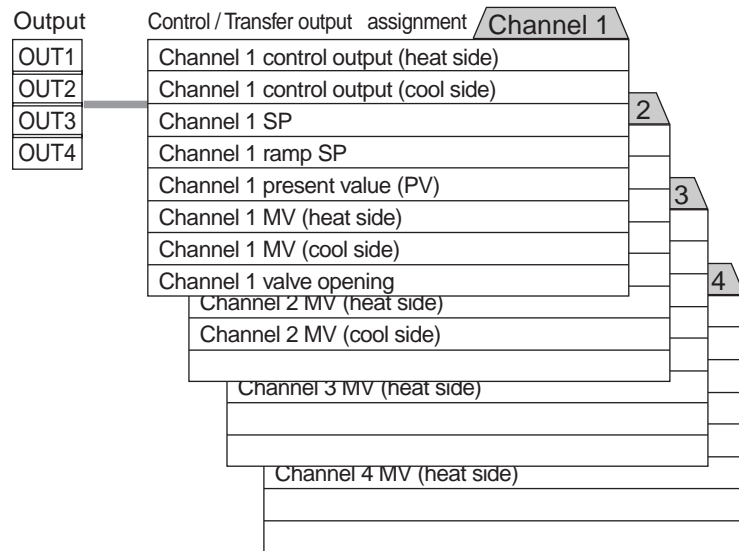 Output
Control / Transfer output assignment
Channel 1
OUT1
OUT2
OUT3
OUT4
Channel 1 control output (heat side)
Channel 1 control output (cool side)
Channel 1 SP
Channel 1 ramp SP
Channel 1 present value (PV)
Channel 1 MV (heat side)
Channel 1 MV (cool side)
Channel 1 valve opening
2
Channel 2 MV (heat side)
Channel 2 MV (cool side)
3
Channel 3 MV (heat side)
4
Channel 4 MV (heat side)